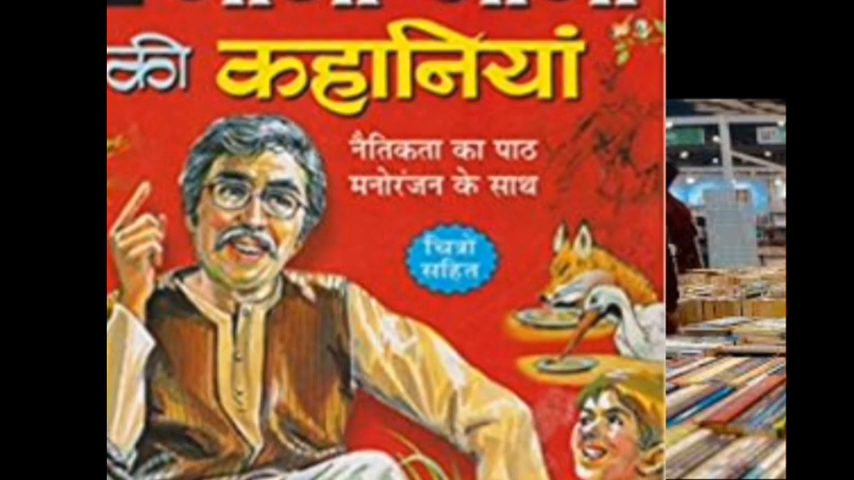 की कहानियां
नैतिकता का पाठ
मनोरंजन के साथ
चित्रों
सहित